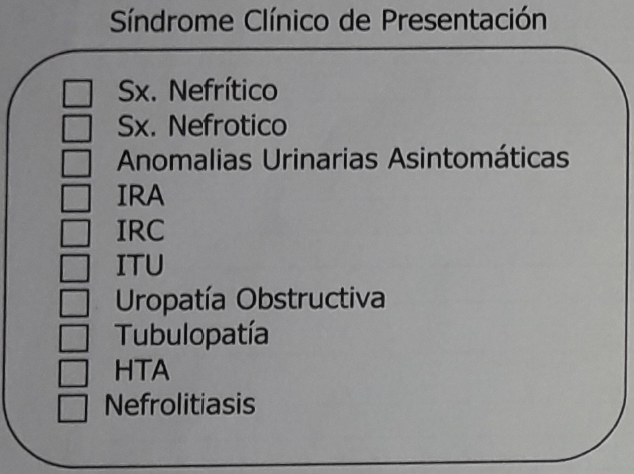 Síndrome Clínico de Presentación
Sx. Nefrítico
Sx. Nefrotico
Anomalias Urinarias Asintomáticas
IRA
IRC
ITU
Uropatía Obstructiva
Tubulopatía
HTA
Nefrolitiasis